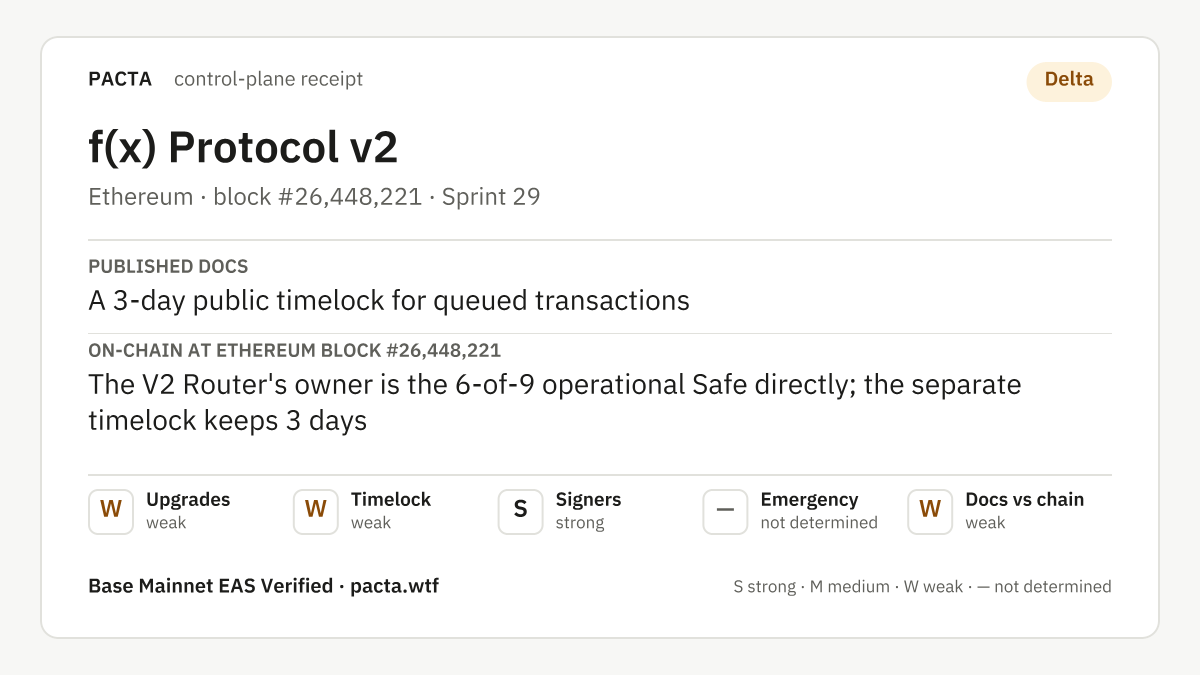 PACTA control-plane receipt
Delta
f(x) Protocol v2
Ethereum · block #26,448,221 · Sprint 29
PUBLISHED DOCS
A 3-day public timelock for queued transactions
ON-CHAIN AT ETHEREUM BLOCK #26,448,221
The V2 Router's owner is the 6-of-9 operational Safe directly; the separate
timelock keeps 3 days
W Upgrades
weak
W Timelock
weak
S Signers
strong
— Emergency
not determined
W Docs vs chain
weak
Base Mainnet EAS Verified · pacta.wtf
S strong · M medium · W weak · — not determined